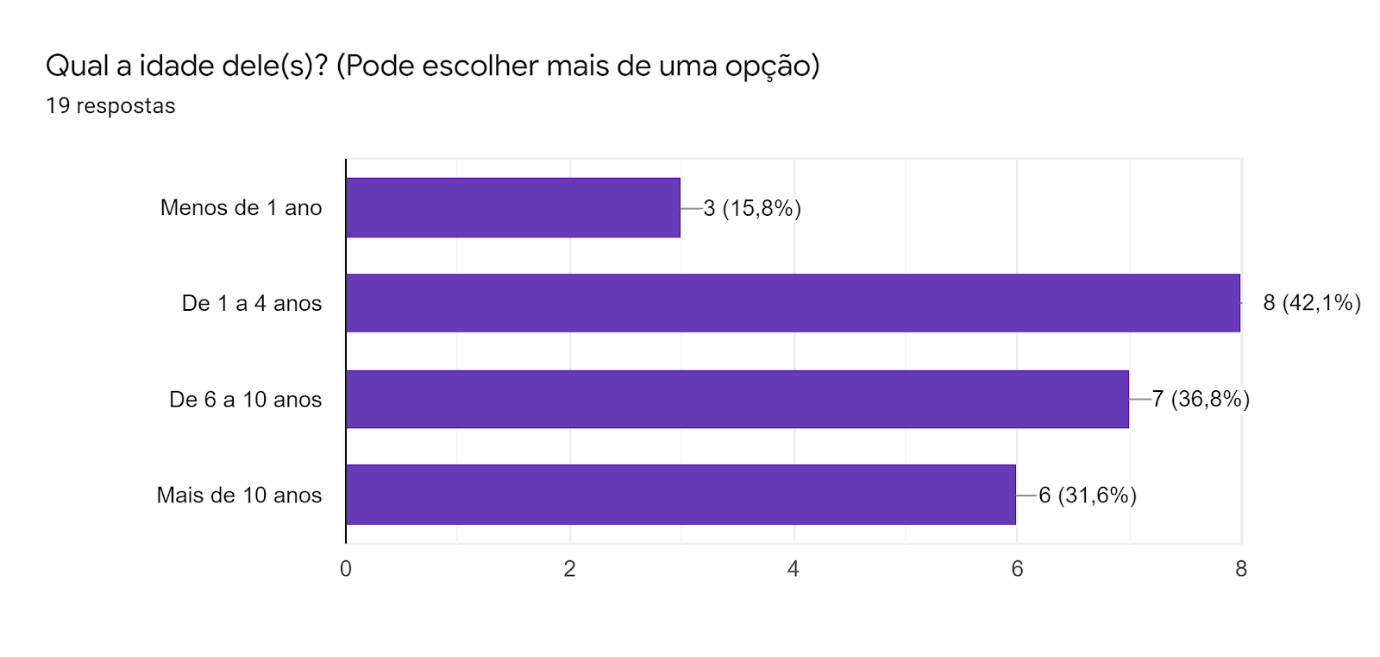 Qual a idade dele(s)? (Pode escolher mais de uma opção)
19 respostas
Menos de 1 ano
3 (15,8%)
De 1 a 4 anos
8 (42,1%)
De 6 a 10 anos
7 (36,8%)
Mais de 10 anos
6 (31,6%)
0 2 4 6 8